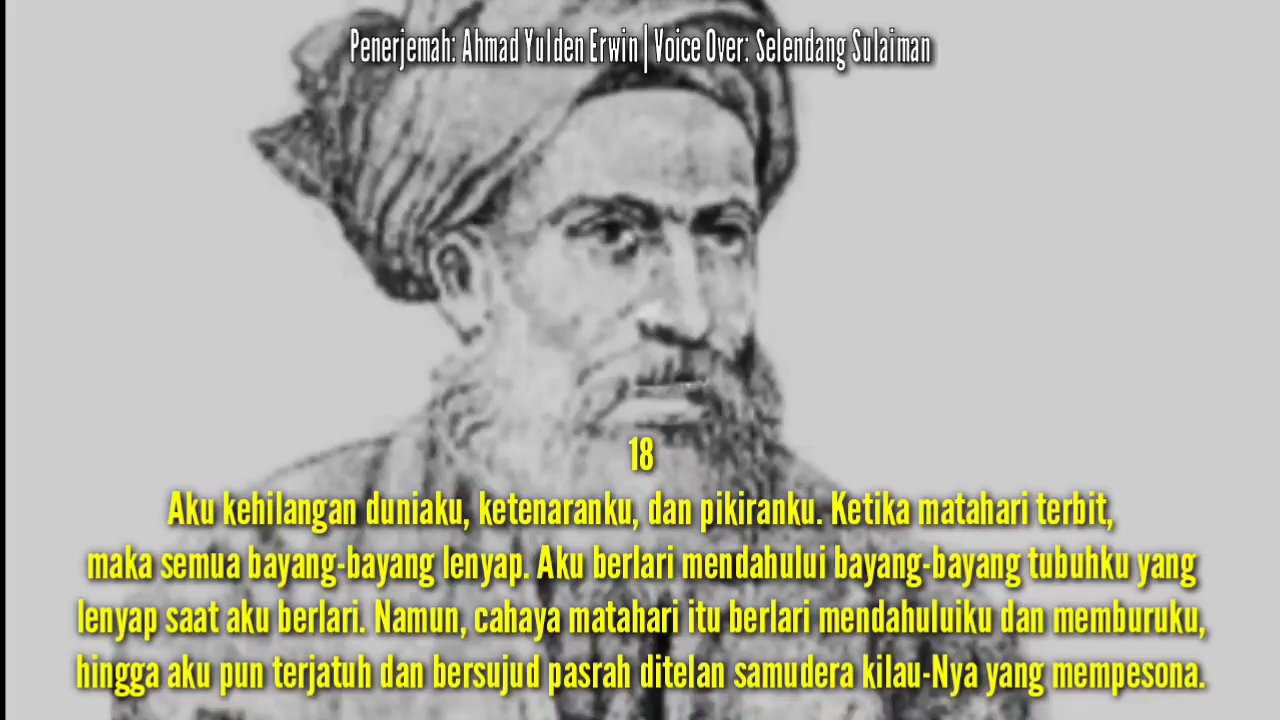 Penerjemah: Ahmad Yulden Erwin | Voice Over: Selendang Sulaiman
18
Aku kehilangan duniaku, ketenaranku, dan pikiranku. Ketika matahari terbit,
maka semua bayang-bayang lenyap. Aku berlari mendahului bayang-bayang tubuhku yang
lenyap saat aku berlari. Namun, cahaya matahari itu berlari mendahuluiku dan memburuku,
hingga aku pun terjatuh dan bersujud pasrah ditelan samudera kilau-Nya yang mempesona.